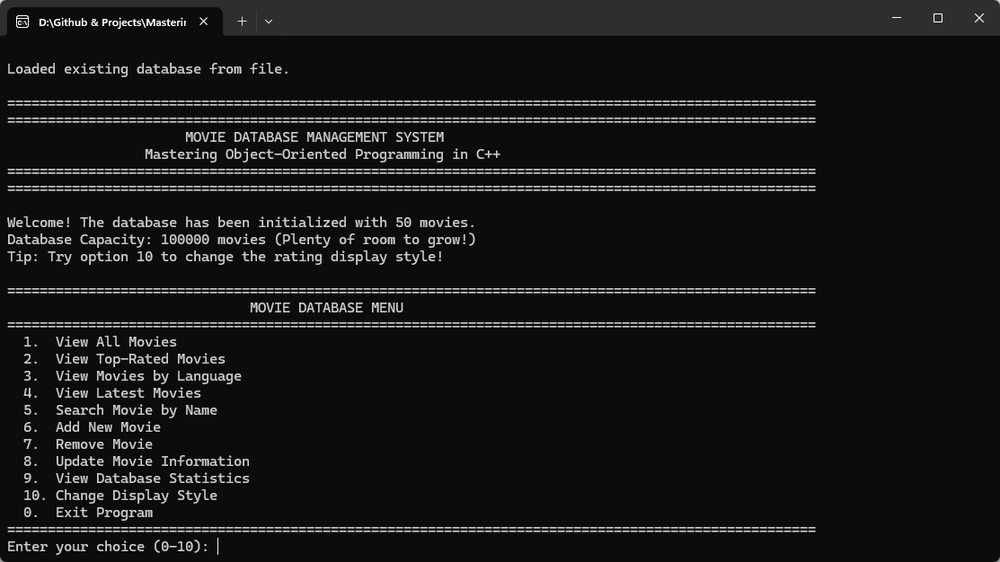 D:\Github & Projects\Masterin
Loaded existing database from file.
====================================================================================================
====================================================================================================
MOVIE DATABASE MANAGEMENT SYSTEM
Mastering Object-Oriented Programming in C++
====================================================================================================
====================================================================================================
Welcome! The database has been initialized with 50 movies.
Database Capacity: 100000 movies (Plenty of room to grow!)
Tip: Try option 10 to change the rating display style!
====================================================================================================
MOVIE DATABASE MENU
====================================================================================================
1. View All Movies
2. View Top-Rated Movies
3. View Movies by Language
4. View Latest Movies
5. Search Movie by Name
6. Add New Movie
7. Remove Movie
8. Update Movie Information
9. View Database Statistics
10. Change Display Style
0. Exit Program
====================================================================================================
Enter your choice (0-10):